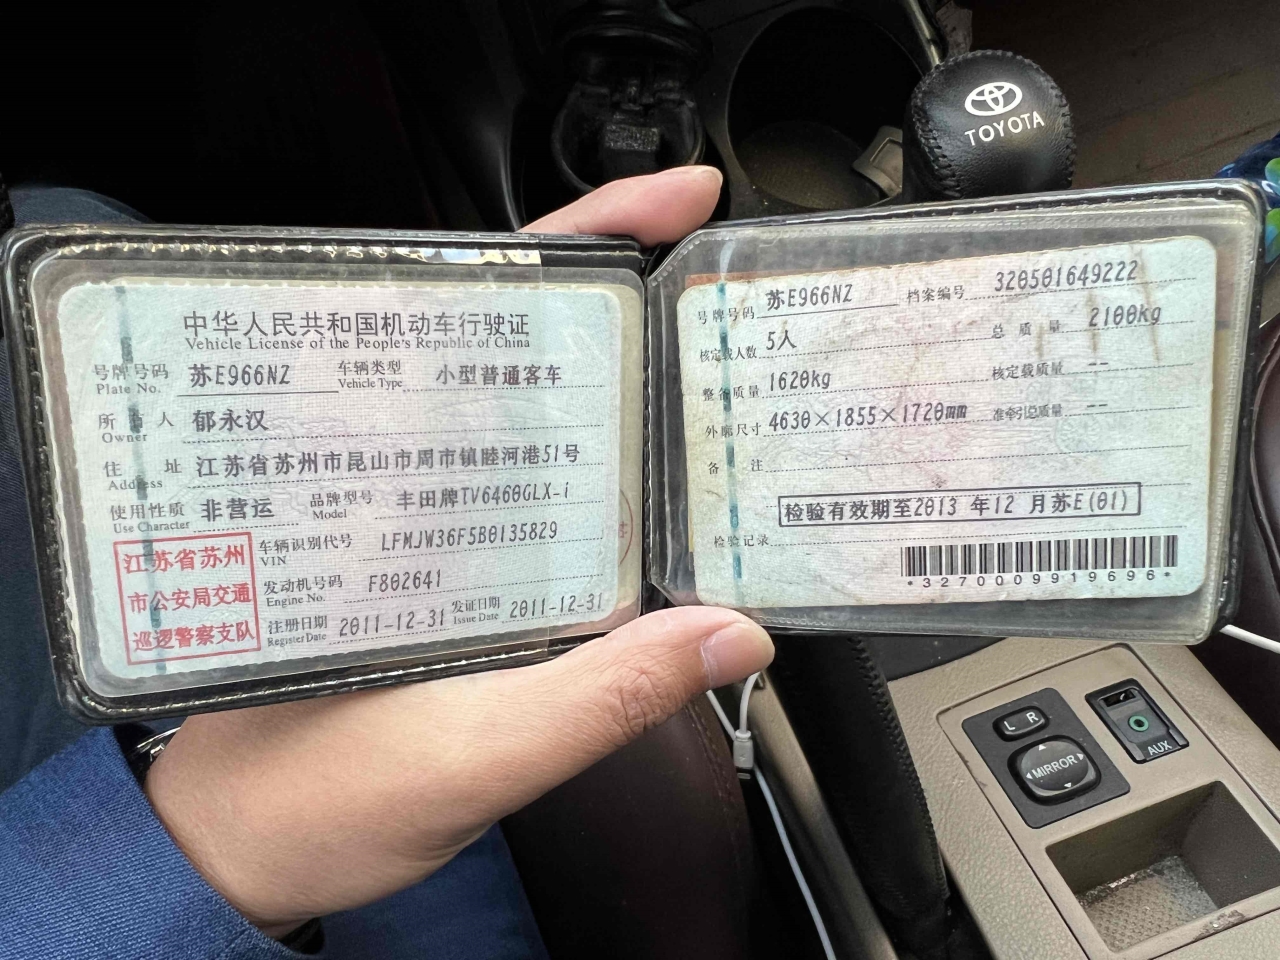 TOYOTA
中华人民共和国机动车行驶证
Vehicle License of the People's Republic of China
号牌号码 苏E966NZ 车辆类型 小型普通客车
Plate No. Vehicle Type
所有人 郁永汉
Owner
住址 江苏省苏州市昆山市周市镇睦河港51号
Address
使用性质 非营运 品牌型号 丰田牌TV6460GLX-i
Use Character Model
江苏省苏州
市公安局交通
巡逻警察支队
车辆识别代号 LFMJW36F5B0135829
VIN
发动机号码 F802641
Engine No.
注册日期 2011-12-31 发证日期 2011-12-31
Register Date Issue Date
号牌号码 苏E966NZ 档案编号 320501649222
核定载人数 5人 总质量 2100kg
整备质量 1620kg 核定载质量 --
外廓尺寸 4630×1855×1720mm 准牵引总质量 --
备注
检验有效期至2013 年12 月苏E(01)
检验记录
*3270009919696*
L R
MIRROR
AUX